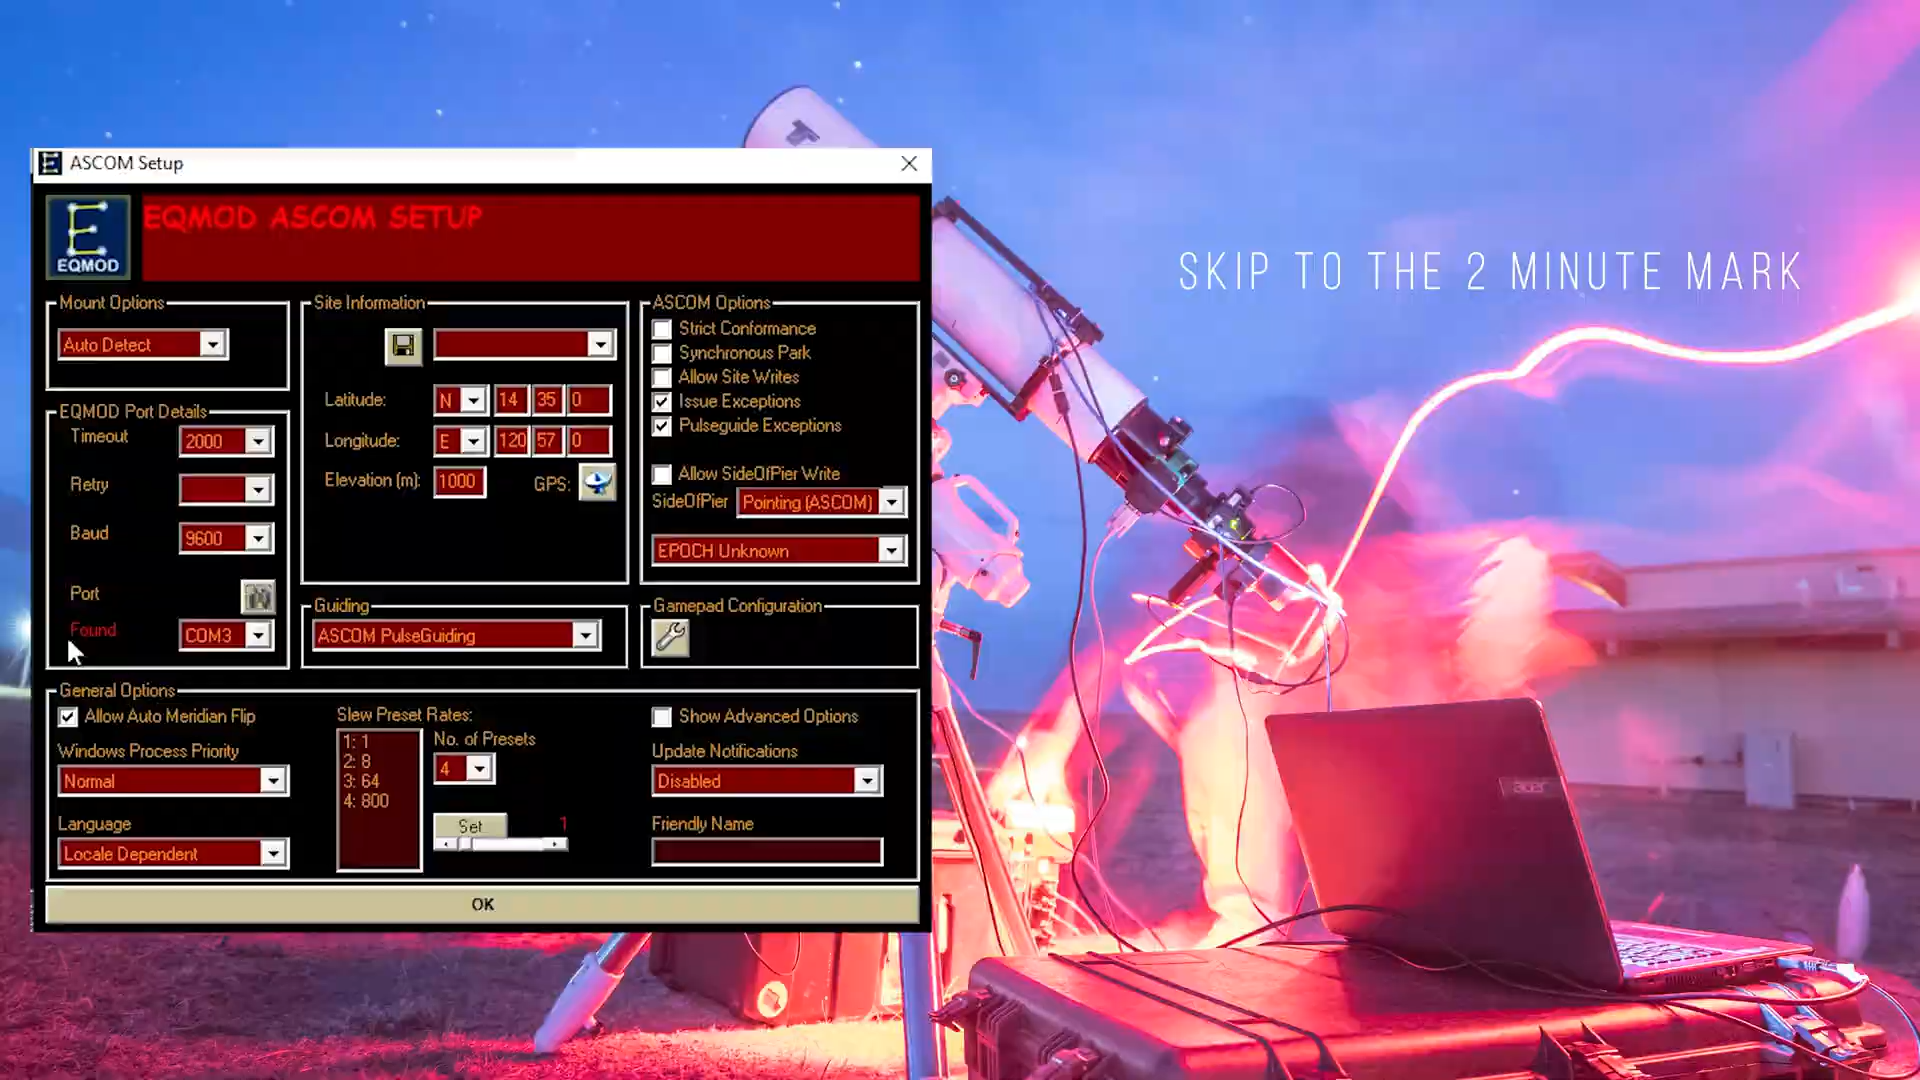 ASCOM Setup
EQMOD
EQMOD ASCOM SETUP
Mount Options
Auto Detect
EQMOD Port Details
Timeout 2000
Retry
Baud 9600
Port
Found COM3
Site Information
Latitude: N 14 35 0
Longitude: E 120 57 0
Elevation (m): 1000 GPS:
Guiding
ASCOM PulseGuiding
ASCOM Options
Strict Conformance
Synchronous Park
Allow Site Writes
Issue Exceptions
Pulseguide Exceptions
Allow SideOfPier Write
SideOfPier Pointing (ASCOM)
EPOCH Unknown
Gamepad Configuration
General Options
Allow Auto Meridian Flip
Windows Process Priority
Normal
Language
Locale Dependent
Slew Preset Rates:
1: 1
2: 8
3: 64
4: 800
No. of Presets
4
Set 1
Show Advanced Options
Update Notifications
Disabled
Friendly Name
OK
SKIP TO THE 2 MINUTE MARK
acer